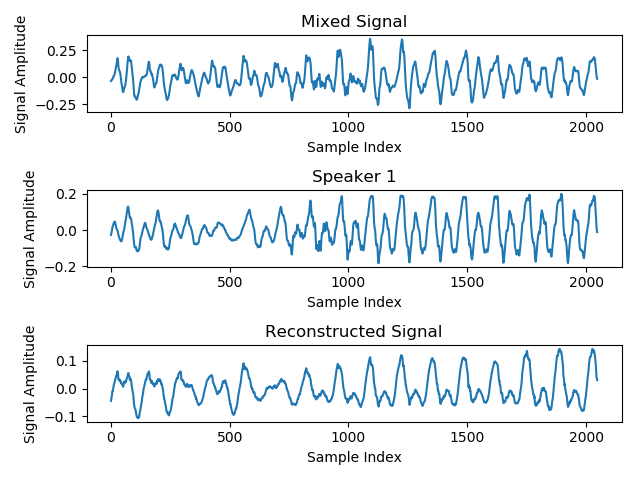 Mixed Signal
Signal Amplitude
0.25
0.00
−0.25
0 500 1000 1500 2000
Sample Index
Speaker 1
Signal Amplitude
0.2
0.0
−0.2
0 500 1000 1500 2000
Sample Index
Reconstructed Signal
Signal Amplitude
0.1
0.0
−0.1
0 500 1000 1500 2000
Sample Index